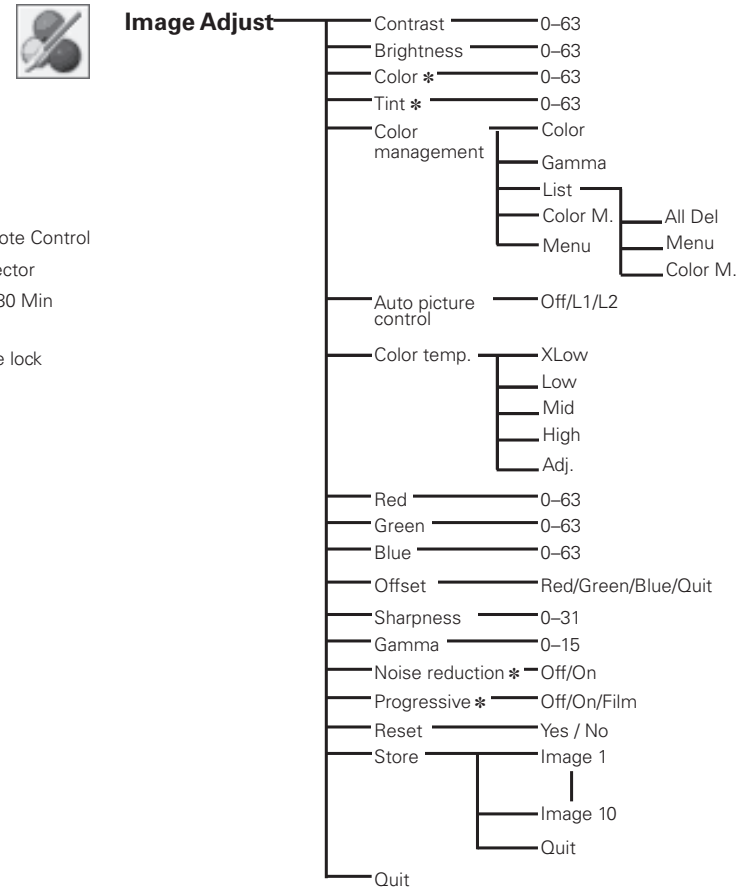 Image Adjust
Contrast 0–63
Brightness 0–63
Color ✻ 0–63
Tint ✻ 0–63
Color management
Color
Gamma
List
All Del
Menu
Color M.
Color M.
Menu
Auto picture control Off/L1/L2
Color temp. XLow
Low
Mid
High
Adj.
Red 0–63
Green 0–63
Blue 0–63
Offset Red/Green/Blue/Quit
Sharpness 0–31
Gamma 0–15
Noise reduction ✻ Off/On
Progressive ✻ Off/On/Film
Reset Yes / No
Store Image 1
Image 10
Quit
Quit
Control
30 Min
lock